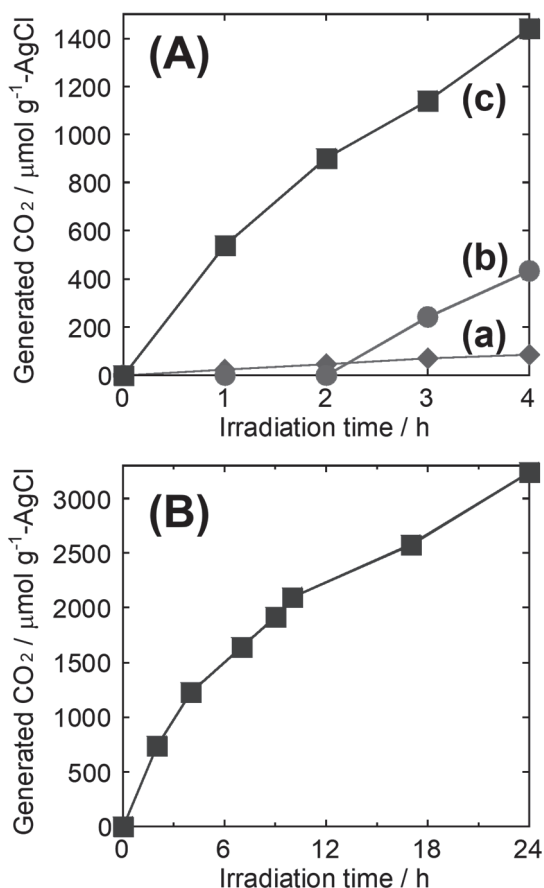 (A)
(c)
(b)
(a)
Generated CO₂ / μmol g⁻¹-AgCl
1400
1200
1000
800
600
400
200
0
0 1 2 3 4
Irradiation time / h
(B)
Generated CO₂ / μmol g⁻¹-AgCl
3000
2500
2000
1500
1000
500
0
0 6 12 18 24
Irradiation time / h